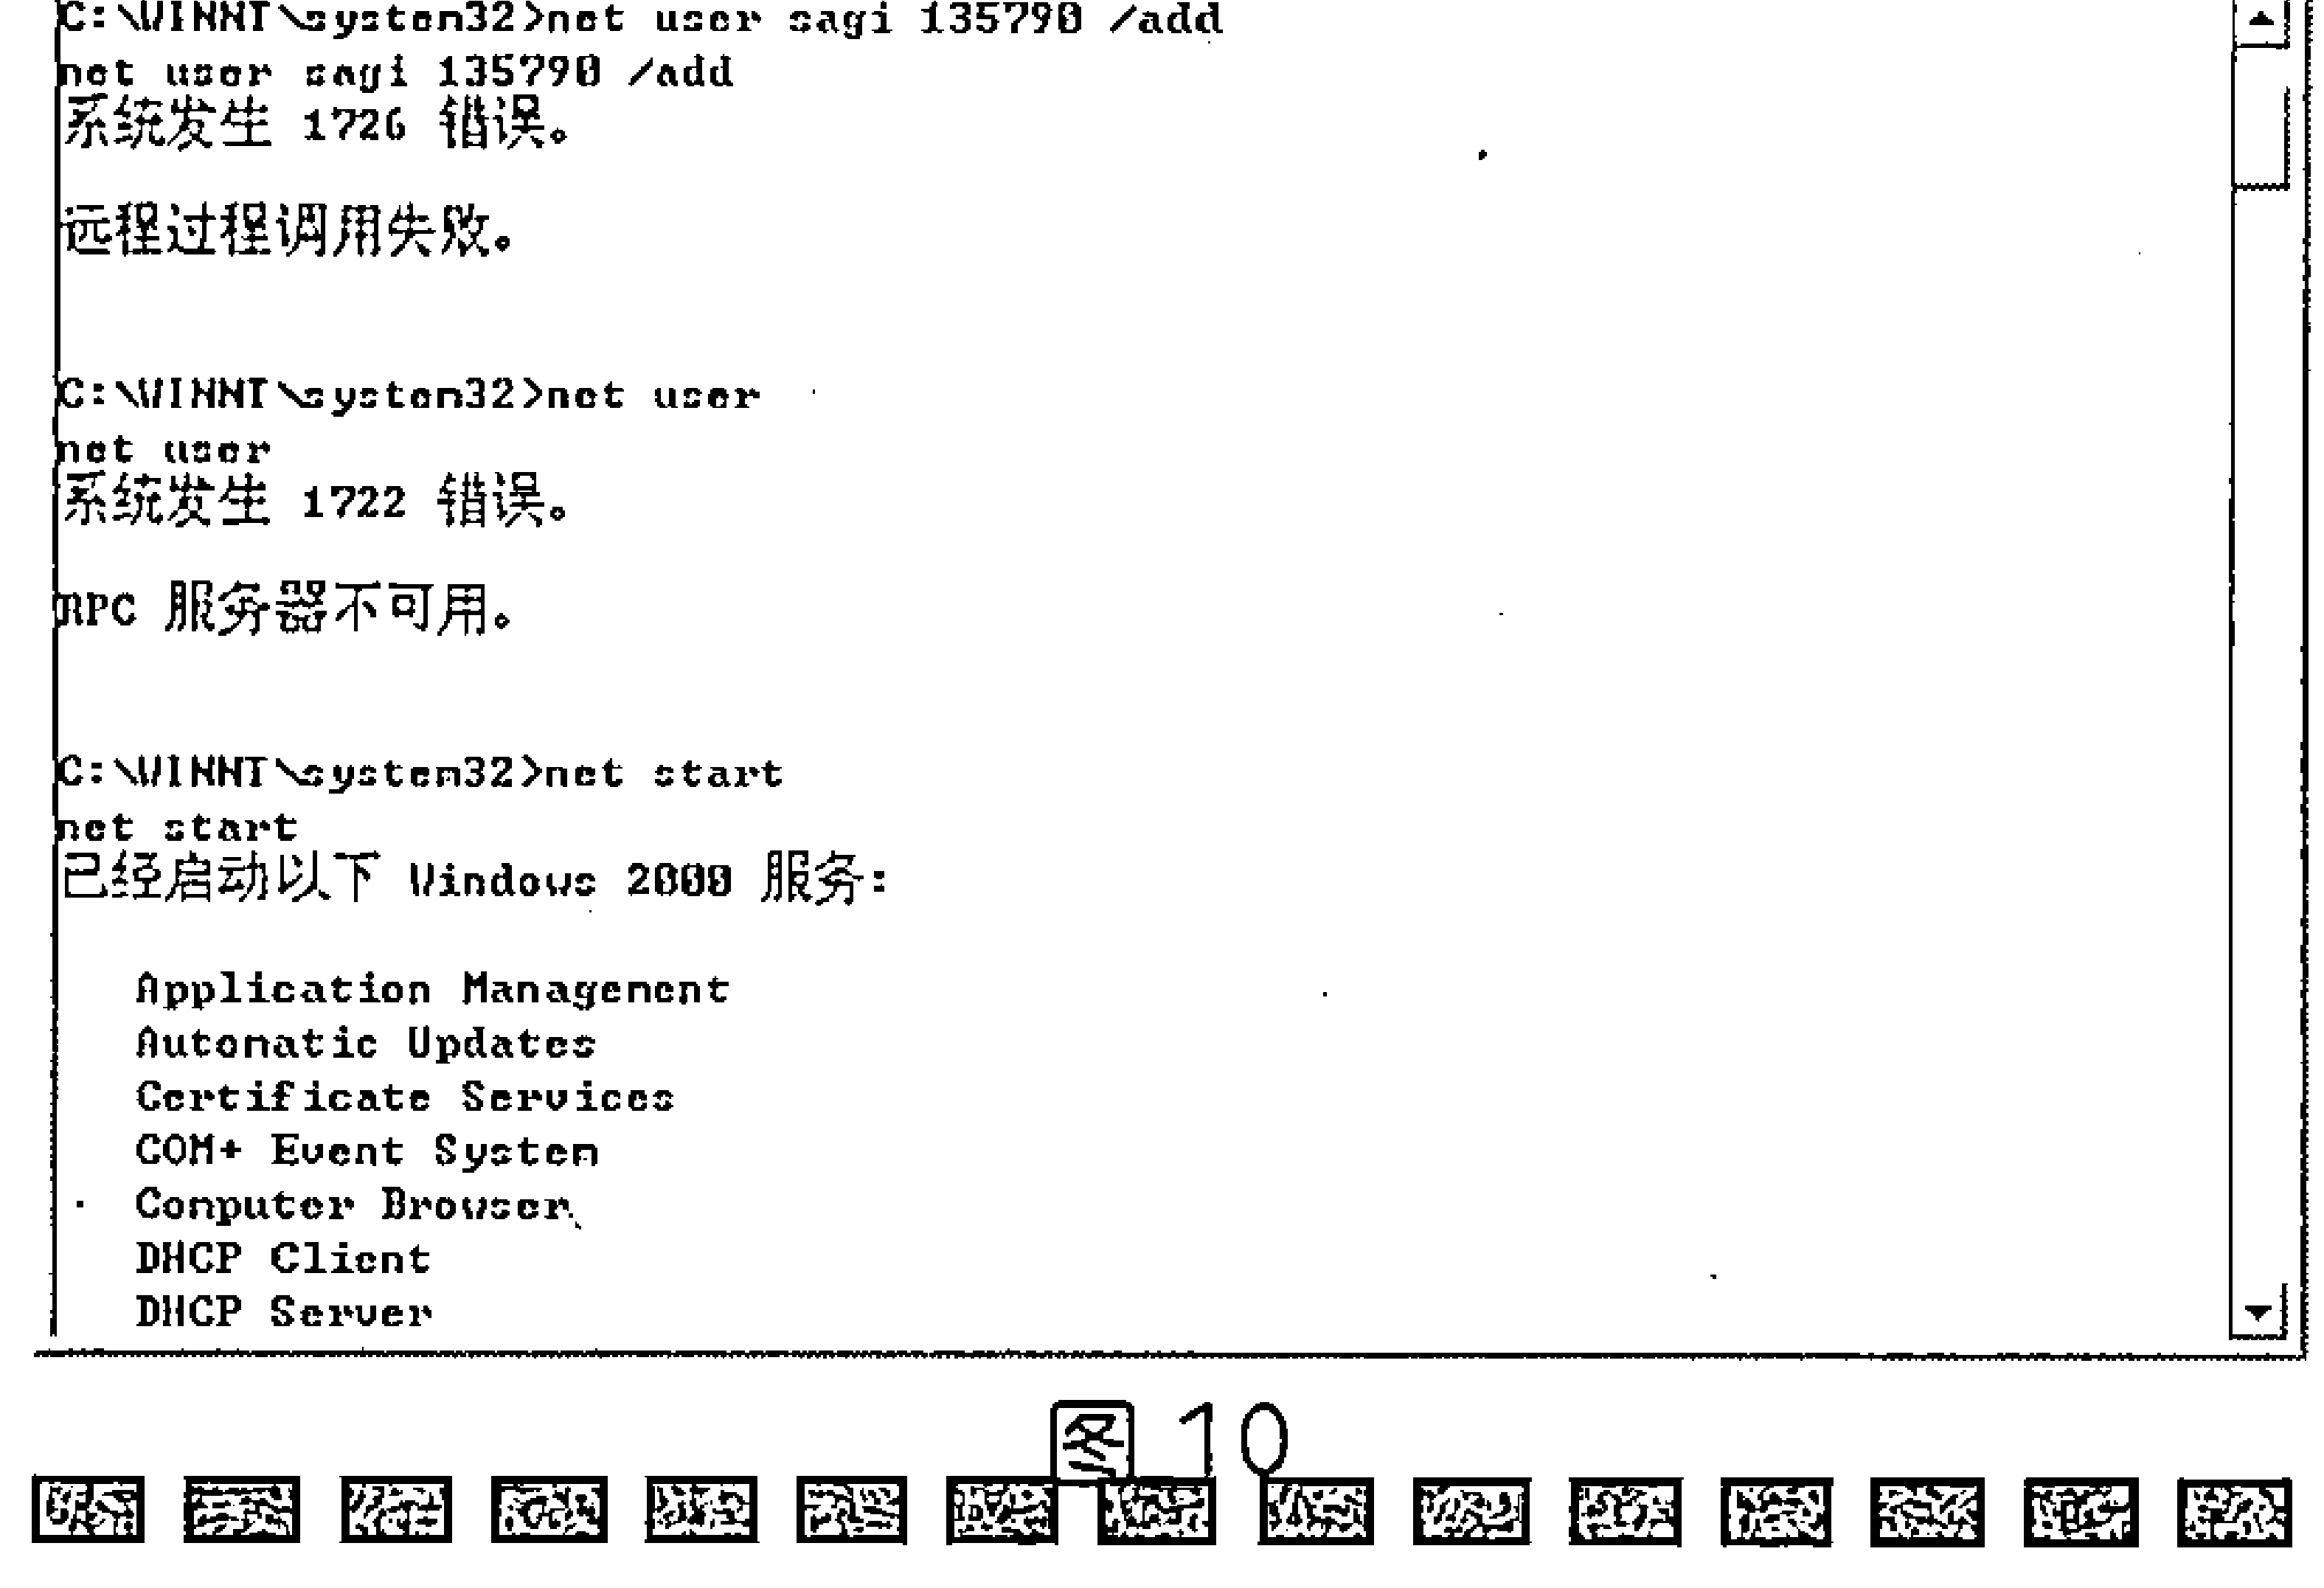 C:\WINNT\system32>net user sagi 135790 /add
net user sagi 135790 /add
系统发生 1726 错误。
远程过程调用失败。
C:\WINNT\system32>net user
net user
系统发生 1722 错误。
RPC 服务器不可用。
C:\WINNT\system32>net start
net start
已经启动以下 Windows 2000 服务:
Application Management
Automatic Updates
Certificate Services
COM+ Event System
Computer Browser
DHCP Client
DHCP Server
图 10